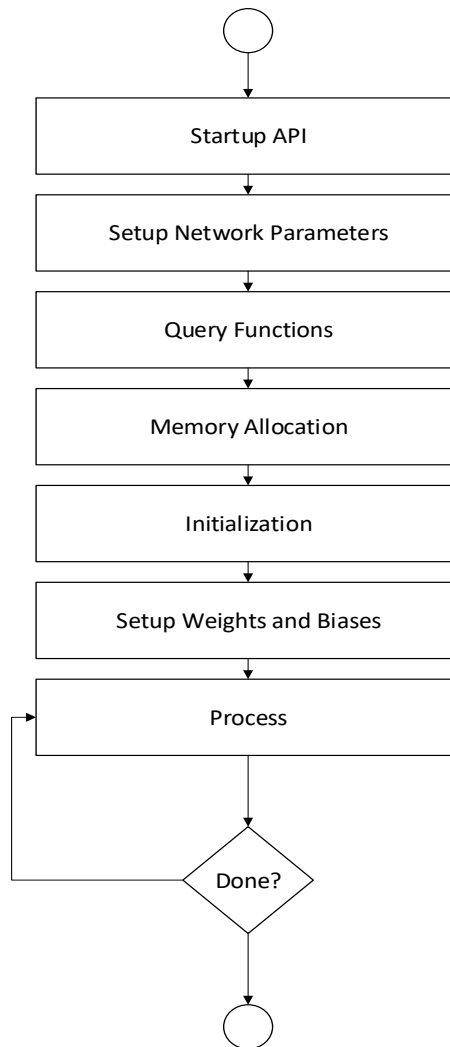 Startup API
Setup Network Parameters
Query Functions
Memory Allocation
Initialization
Setup Weights and Biases
Process
Done?